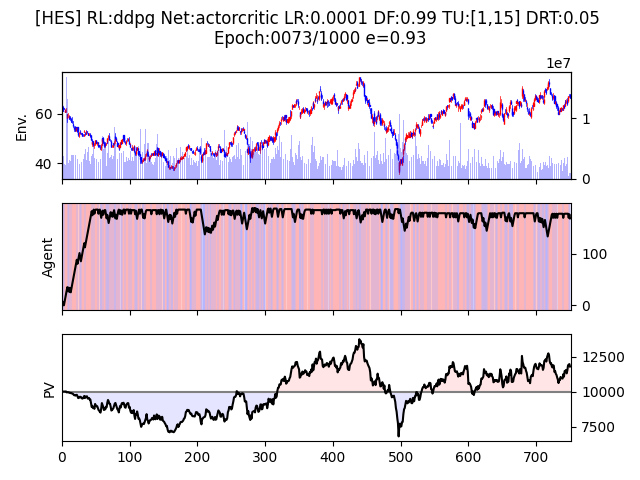 [HES] RL:ddpg Net:actorcritic LR:0.0001 DF:0.99 TU:[1,15] DRT:0.05
Epoch:0073/1000 e=0.93
1e7
Env.
60
40
1
0
Agent
100
0
PV
12500
10000
7500
0 100 200 300 400 500 600 700